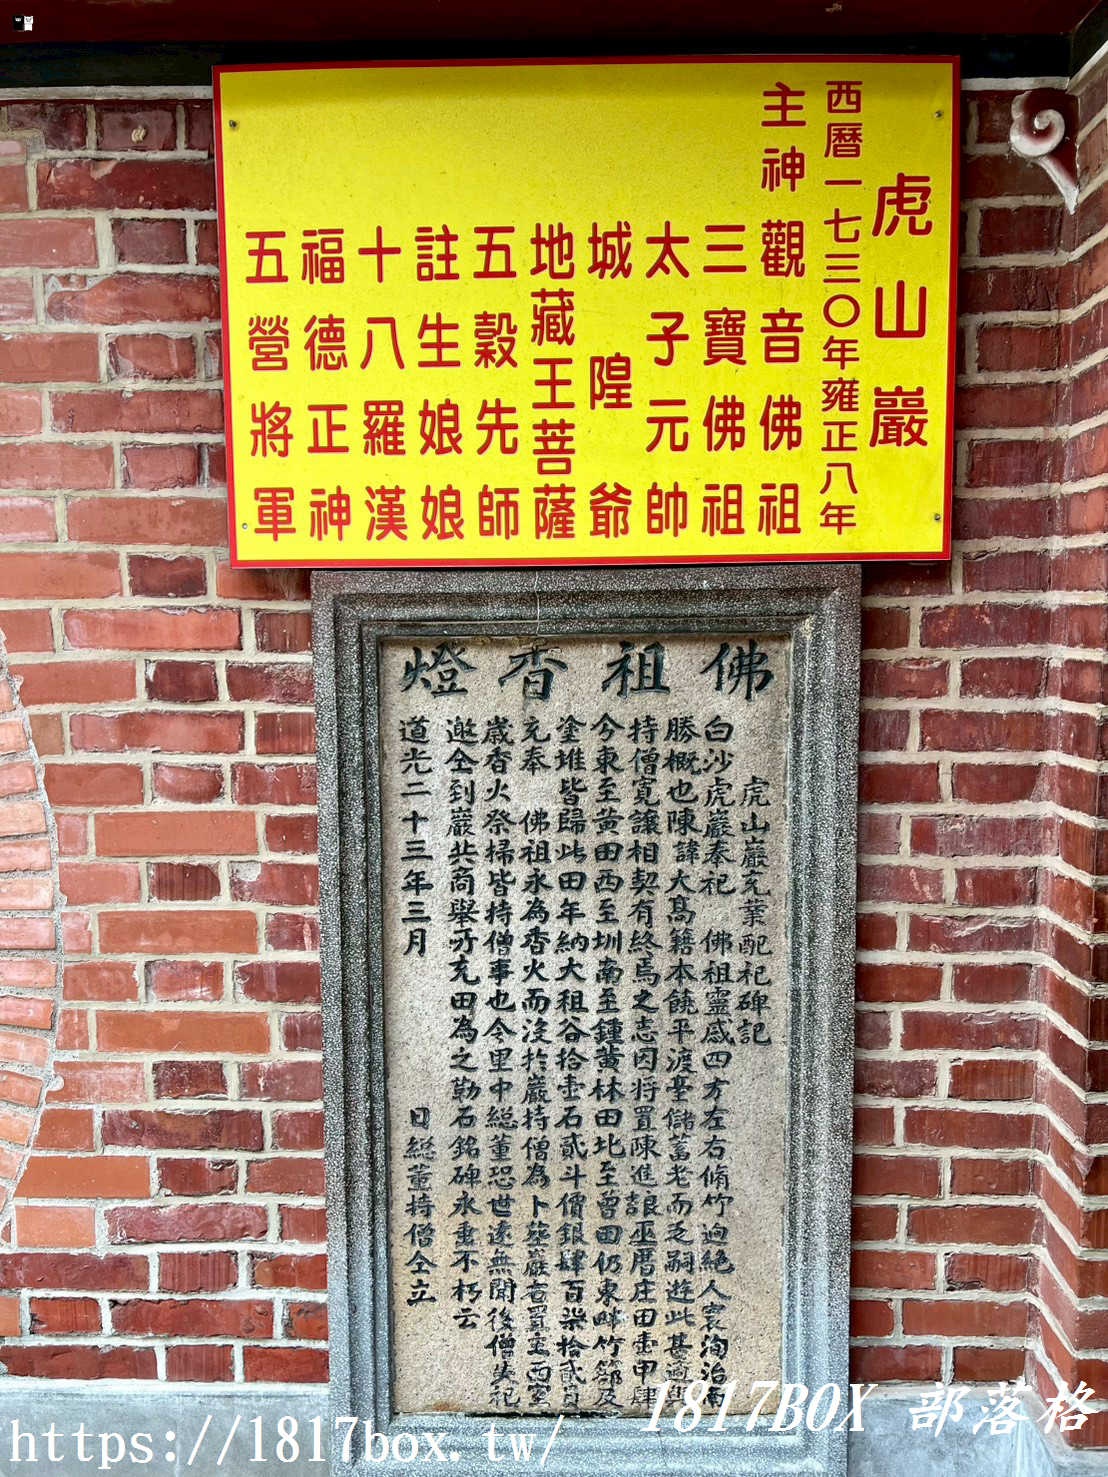 虎山巖
西曆一七三〇年雍正八年
主神 觀音佛祖
三寶佛祖
太子元帥
城隍爺
地藏王菩薩
五穀先師
註生娘娘
十八羅漢
福德正神
五營將軍
佛祖香燈
虎山巖充業配祀碑記
白沙虎巖奉祀 佛祖靈感四方左右脩竹迥絕人寰洵治南
勝概也陳諱大髙籍本饒平渡臺儲蓄老而乏嗣遊此甚適
持僧寬讓相契有終焉之志因將置陳進諒巫厝庄田壹甲肆
今東至黃田西至圳南至鍾黃林田北至曾田仍東畔竹節及
塗堆皆歸此田年納大租谷拾壹石貳斗價銀肆百柒拾貳員
充奉 佛祖永為香火而沒於巖持僧為卜塟巖右置主西室
歲香火祭掃皆持僧事也今里中総董恐世遠無聞後僧失祀
邀仝到巖共商舉充田為之勒石銘碑永垂不朽云
道光二十三年三月 日総董持僧仝立
1817BOX 部落格
https://1817box.tw/